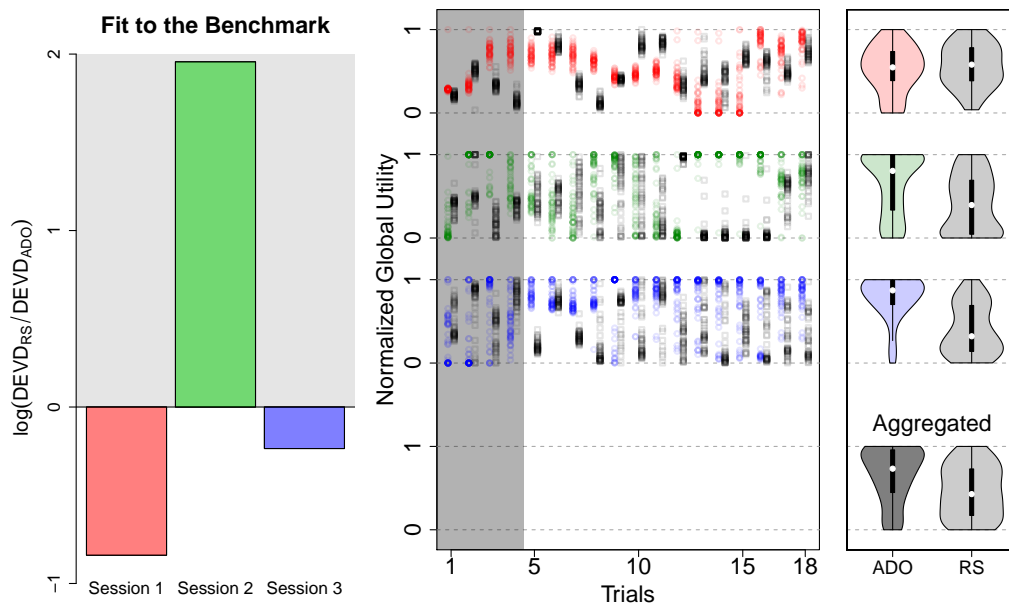 Fit to the Benchmark
log(DEVD_RS / DEVD_ADO)
2
1
0
−1
Session 1
Session 2
Session 3
Normalized Global Utility
1
0
1
0
1
0
1
0
1
5
10
15
18
Trials
Aggregated
ADO
RS